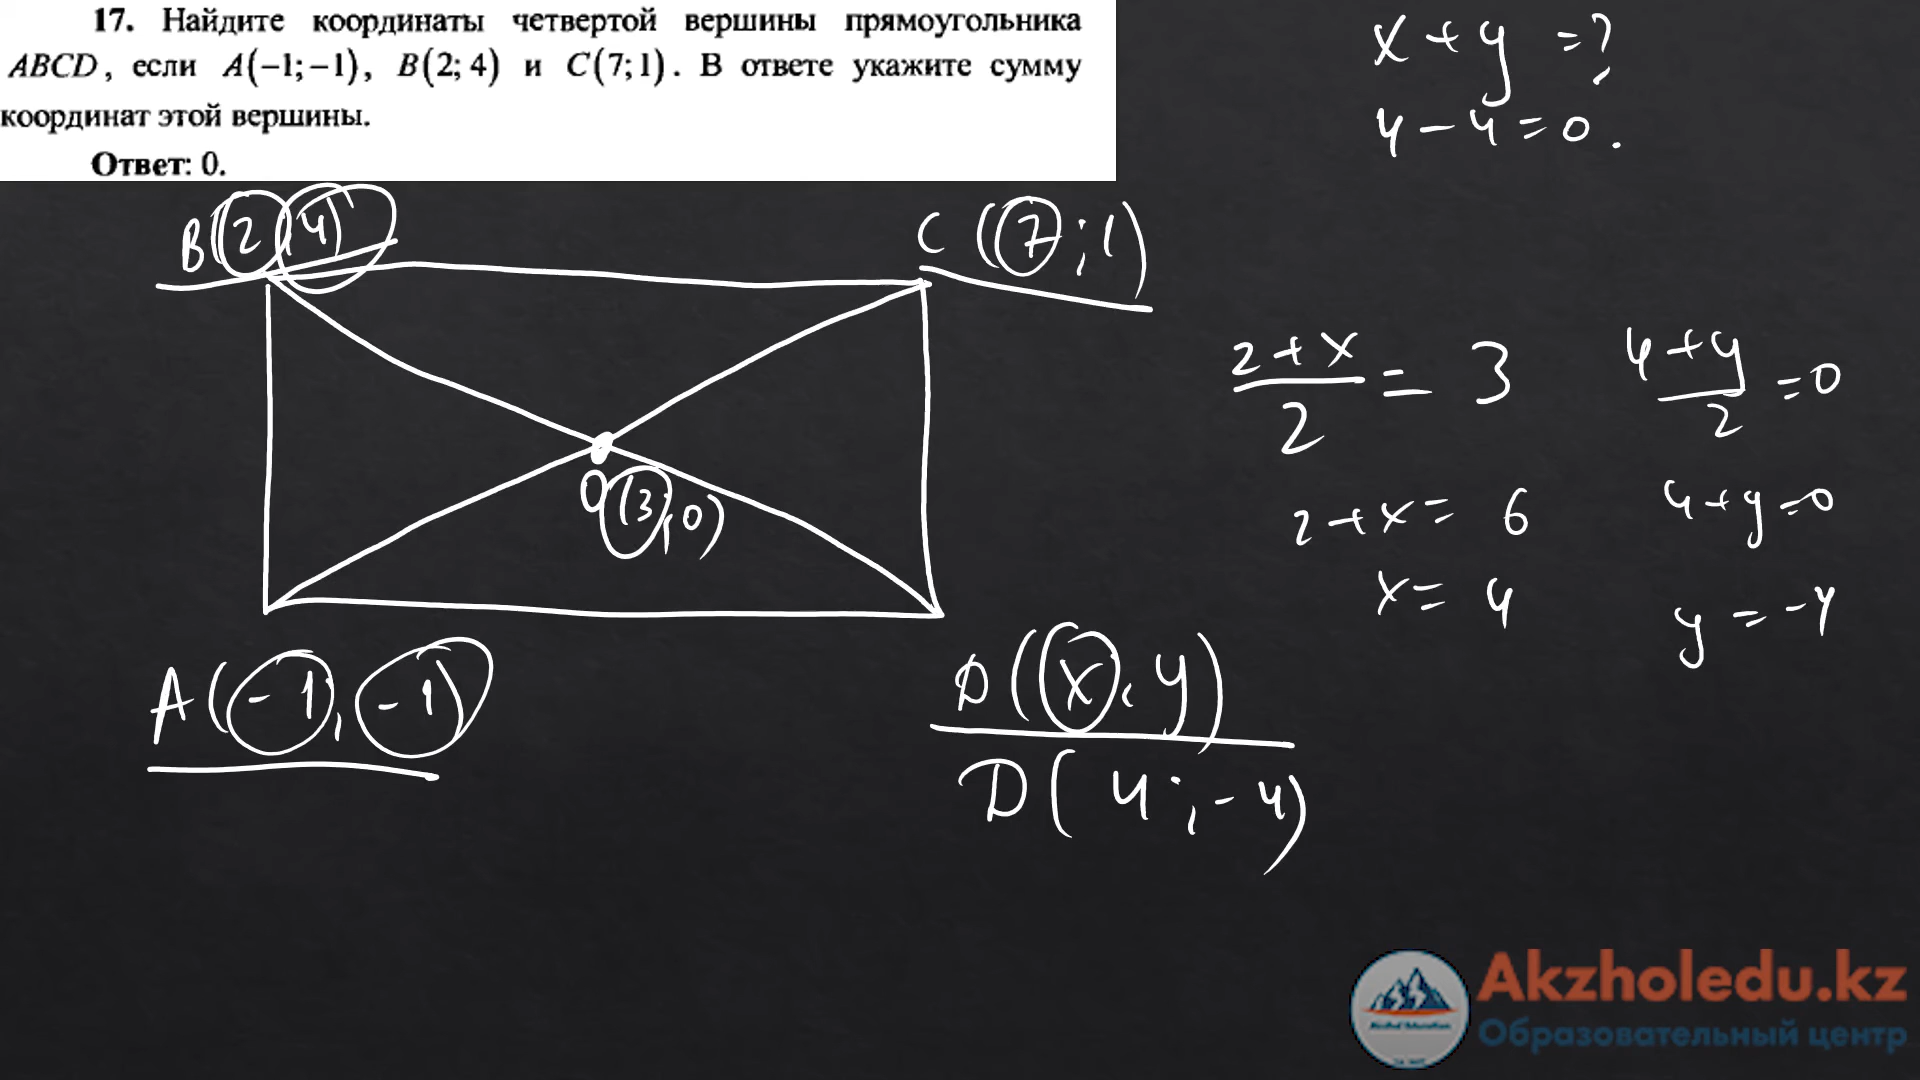 17. Найдите координаты четвертой вершины прямоугольника
ABCD, если A(−1;−1), B(2;4) и C(7;1). В ответе укажите сумму
координат этой вершины.
Ответ: 0.
x + y = ?
4 − 4 = 0.
B(2;4)
C(7;1)
O(3,0)
A(-1,-1)
D(x,y)
D(4;-4)
2+x/2 = 3
2+x= 6
x= 4
4+y/2 =0
4+y=0
y = -4
Akzholedu.kz
Образовательный центр